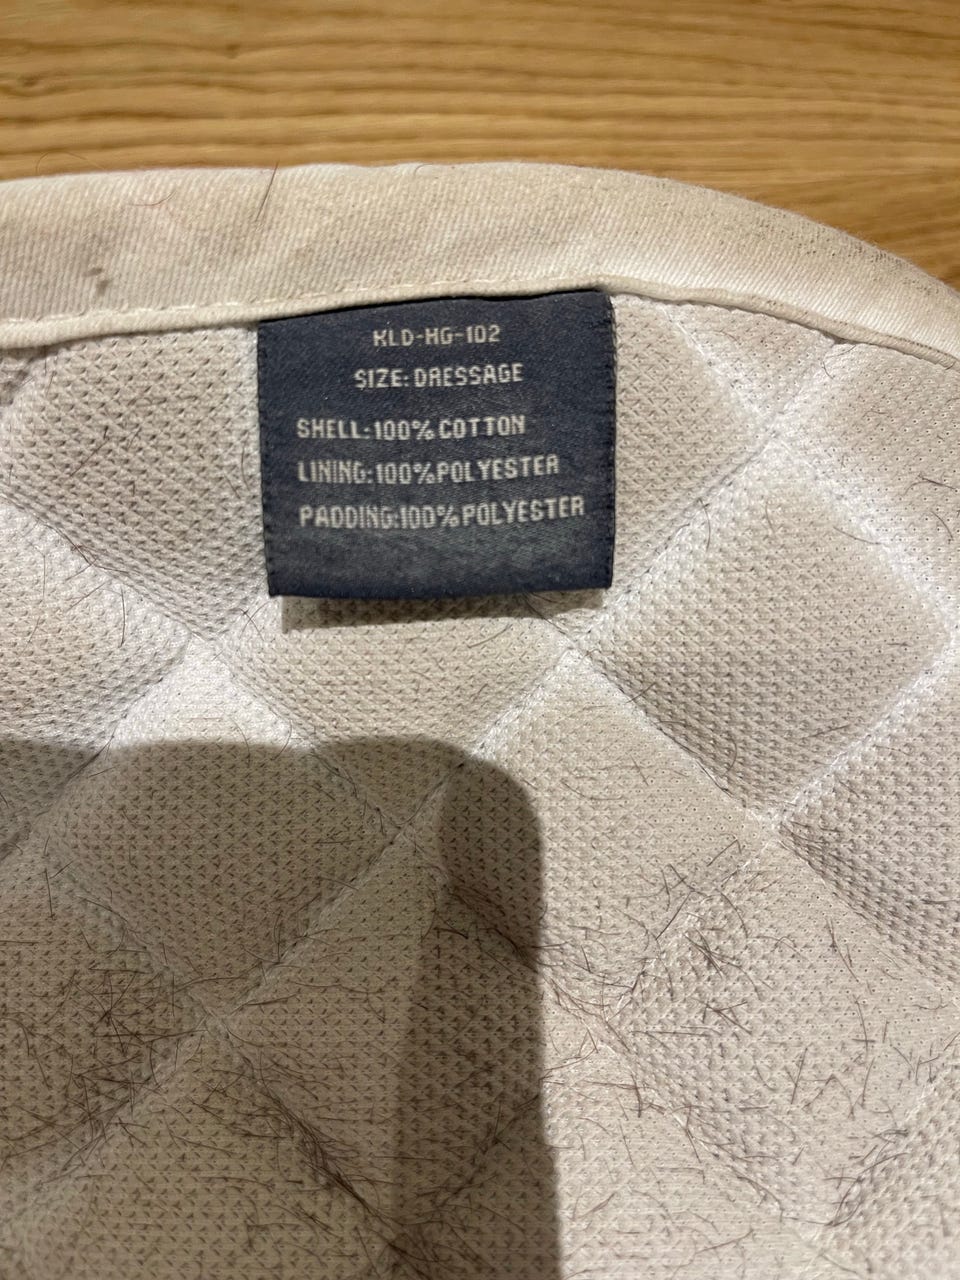 KLD-HG-102
SIZE: DRESSAGE
SHELL:100% COTTON
LINING:100%POLYESTER
PADDING:100%POLYESTER